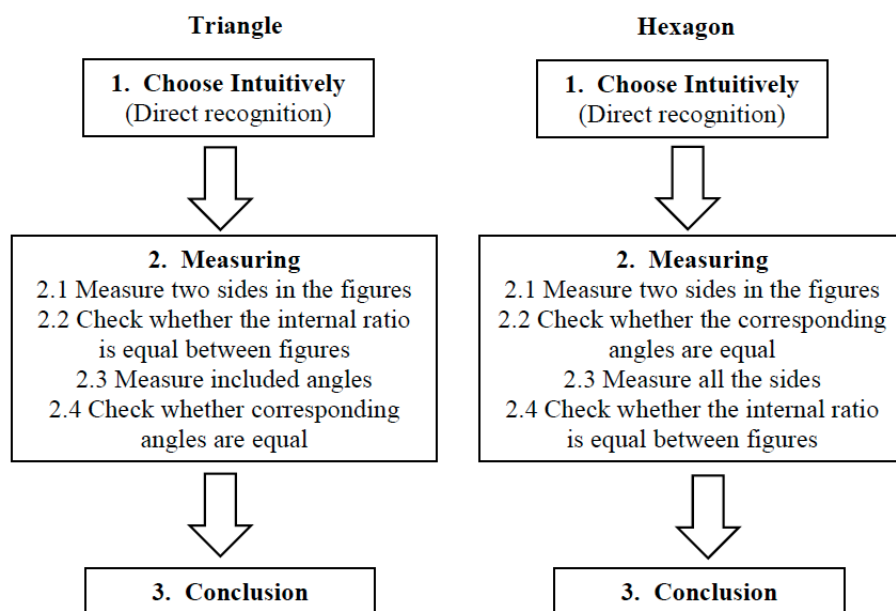 Triangle
1. Choose Intuitively
(Direct recognition)
2. Measuring
2.1 Measure two sides in the figures
2.2 Check whether the internal ratio
is equal between figures
2.3 Measure included angles
2.4 Check whether corresponding
angles are equal
3. Conclusion
Hexagon
1. Choose Intuitively
(Direct recognition)
2. Measuring
2.1 Measure two sides in the figures
2.2 Check whether the corresponding
angles are equal
2.3 Measure all the sides
2.4 Check whether the internal ratio
is equal between figures
3. Conclusion